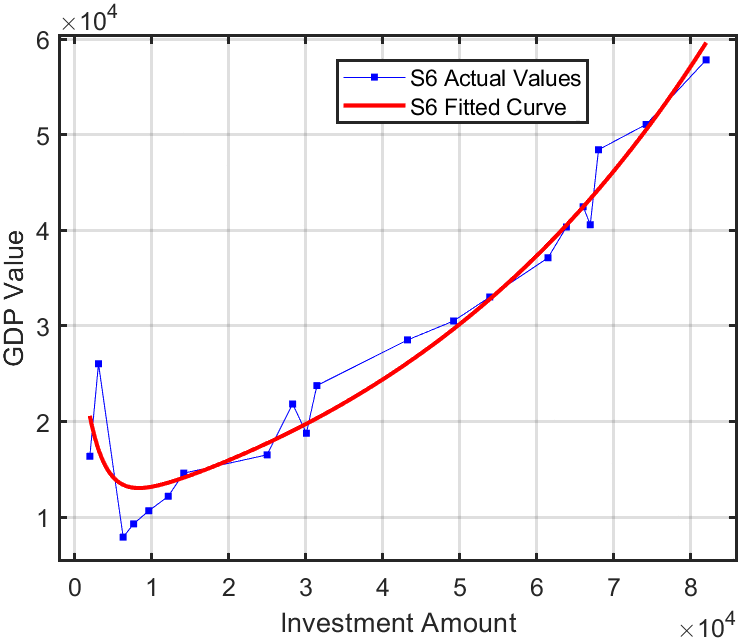 ×10⁴
6
5
4
3
2
1
GDP Value
S6 Actual Values
S6 Fitted Curve
0 1 2 3 4 5 6 7 8
Investment Amount
×10⁴